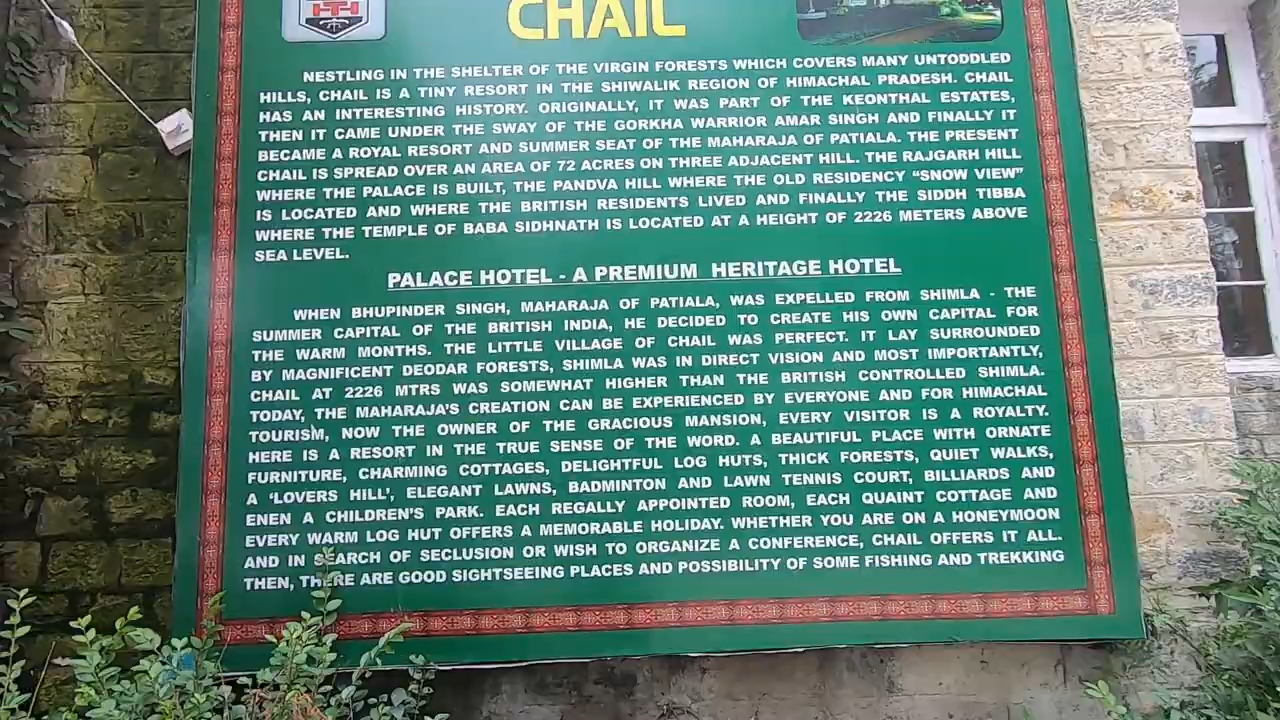 HT
CHAIL
NESTLING IN THE SHELTER OF THE VIRGIN FORESTS WHICH COVERS MANY UNTODDLED
HILLS, CHAIL IS A TINY RESORT IN THE SHIWALIK REGION OF HIMACHAL PRADESH. CHAIL
HAS AN INTERESTING HISTORY. ORIGINALLY, IT WAS PART OF THE KEONTHAL ESTATES,
THEN IT CAME UNDER THE SWAY OF THE GORKHA WARRIOR AMAR SINGH AND FINALLY IT
BECAME A ROYAL RESORT AND SUMMER SEAT OF THE MAHARAJA OF PATIALA. THE PRESENT
CHAIL IS SPREAD OVER AN AREA OF 72 ACRES ON THREE ADJACENT HILL. THE RAJGARH HILL
WHERE THE PALACE IS BUILT, THE PANDVA HILL WHERE THE OLD RESIDENCY “SNOW VIEW”
IS LOCATED AND WHERE THE BRITISH RESIDENTS LIVED AND FINALLY THE SIDDH TIBBA
WHERE THE TEMPLE OF BABA SIDHNATH IS LOCATED AT A HEIGHT OF 2226 METERS ABOVE
SEA LEVEL.
PALACE HOTEL - A PREMIUM HERITAGE HOTEL
WHEN BHUPINDER SINGH, MAHARAJA OF PATIALA, WAS EXPELLED FROM SHIMLA - THE
SUMMER CAPITAL OF THE BRITISH INDIA, HE DECIDED TO CREATE HIS OWN CAPITAL FOR
THE WARM MONTHS. THE LITTLE VILLAGE OF CHAIL WAS PERFECT. IT LAY SURROUNDED
BY MAGNIFICENT DEODAR FORESTS, SHIMLA WAS IN DIRECT VISION AND MOST IMPORTANTLY,
CHAIL AT 2226 MTRS WAS SOMEWHAT HIGHER THAN THE BRITISH CONTROLLED SHIMLA.
TODAY, THE MAHARAJA'S CREATION CAN BE EXPERIENCED BY EVERYONE AND FOR HIMACHAL
TOURISM, NOW THE OWNER OF THE GRACIOUS MANSION, EVERY VISITOR IS A ROYALTY.
HERE IS A RESORT IN THE TRUE SENSE OF THE WORD. A BEAUTIFUL PLACE WITH ORNATE
FURNITURE, CHARMING COTTAGES, DELIGHTFUL LOG HUTS, THICK FORESTS, QUIET WALKS,
A ‘LOVERS HILL’, ELEGANT LAWNS, BADMINTON AND LAWN TENNIS COURT, BILLIARDS AND
ENEN A CHILDREN'S PARK. EACH REGALLY APPOINTED ROOM, EACH QUAINT COTTAGE AND
EVERY WARM LOG HUT OFFERS A MEMORABLE HOLIDAY. WHETHER YOU ARE ON A HONEYMOON
AND IN SEARCH OF SECLUSION OR WISH TO ORGANIZE A CONFERENCE, CHAIL OFFERS IT ALL.
THEN, THERE ARE GOOD SIGHTSEEING PLACES AND POSSIBILITY OF SOME FISHING AND TREKKING